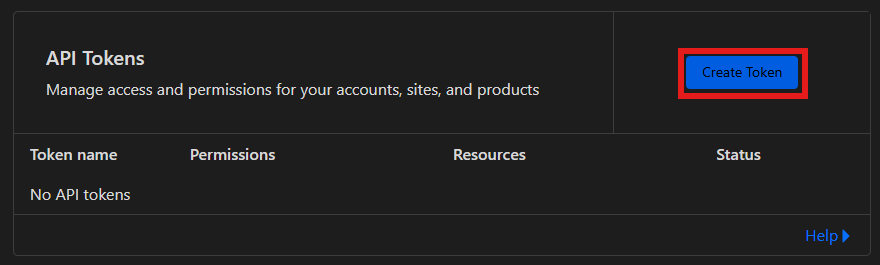 API Tokens
Manage access and permissions for your accounts, sites, and products
Create Token
Token name Permissions Resources Status
No API tokens
Help